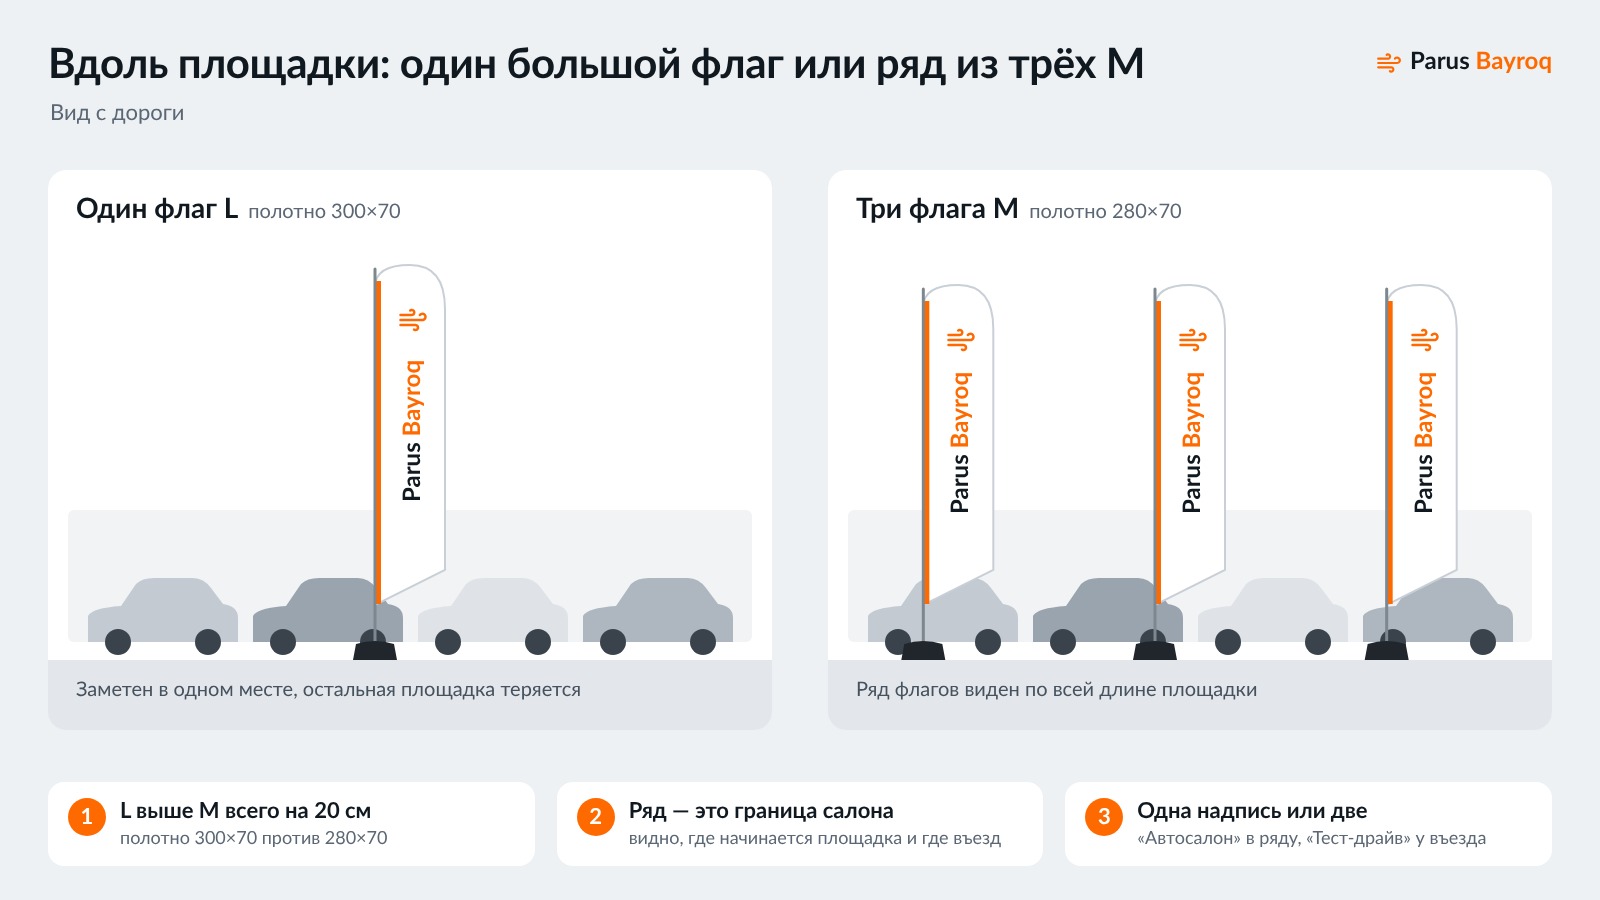 Вдоль площадки: один большой флаг или ряд из трёх M
Parus Bayroq
Вид с дороги
Один флаг L полотно 300×70
Parus Bayroq
Заметен в одном месте, остальная площадка теряется
Три флага M полотно 280×70
Parus Bayroq
Parus Bayroq
Parus Bayroq
Ряд флагов виден по всей длине площадки
1
L выше M всего на 20 см
полотно 300×70 против 280×70
2
Ряд — это граница салона
видно, где начинается площадка и где въезд
3
Одна надпись или две
«Автосалон» в ряду, «Тест-драйв» у въезда